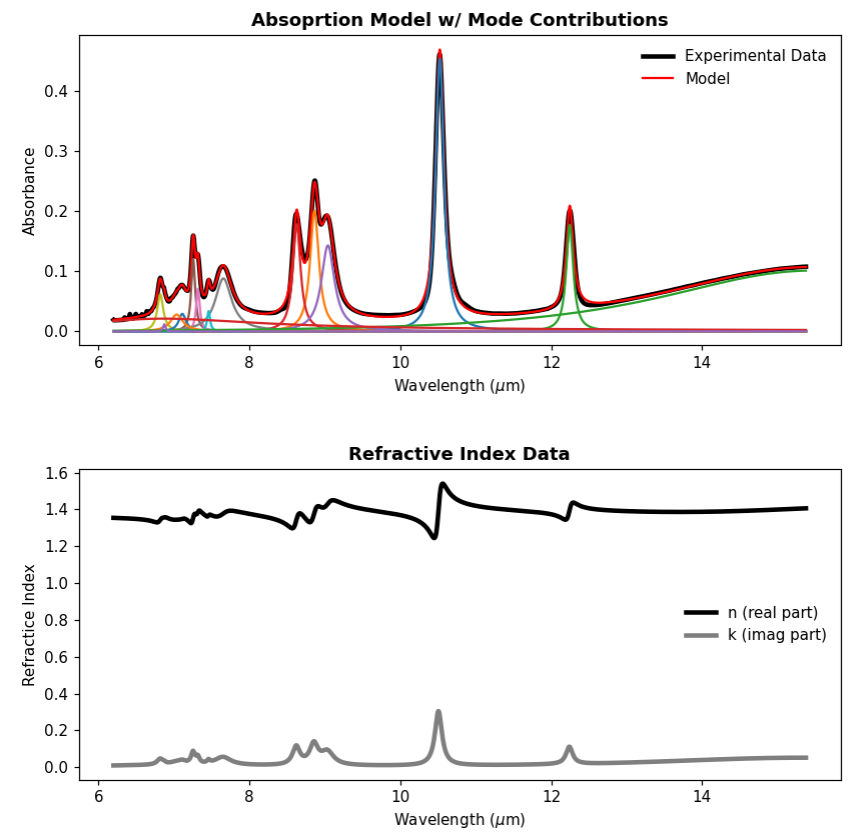 Absoprtion Model w/ Mode Contributions
Absorbance
0.4
0.3
0.2
0.1
0.0
Experimental Data
Model
6 8 10 12 14
Wavelength (μm)
Refractive Index Data
Refractice Index
1.6
1.4
1.2
1.0
0.8
0.6
0.4
0.2
0.0
n (real part)
k (imag part)
6 8 10 12 14
Wavelength (μm)